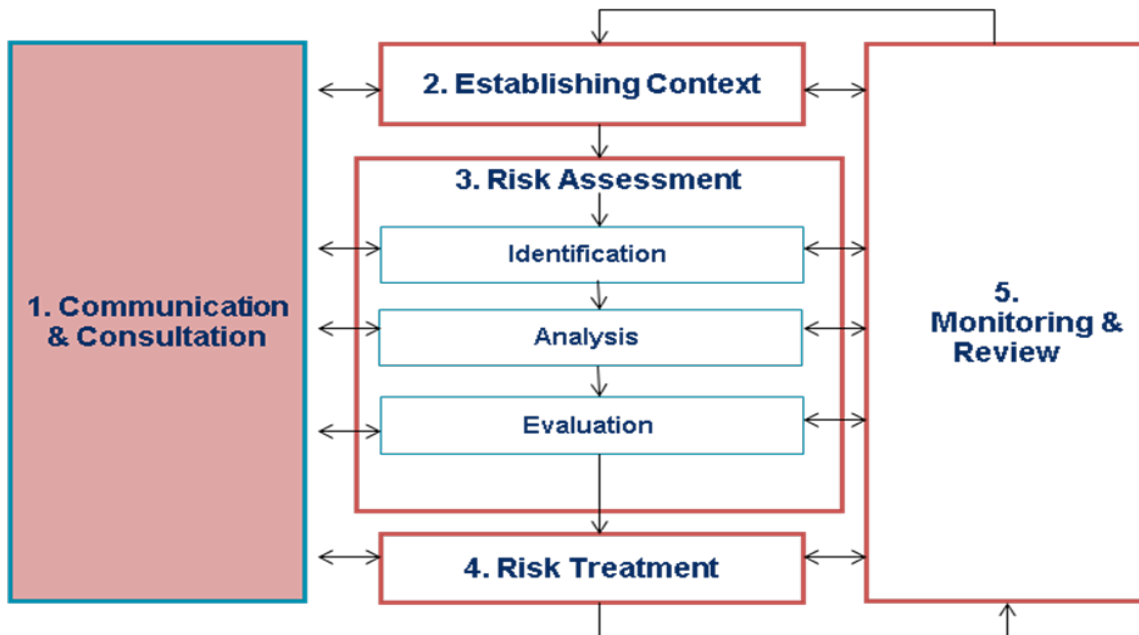 1. Communication
& Consultation
2. Establishing Context
3. Risk Assessment
Identification
Analysis
Evaluation
4. Risk Treatment
5.
Monitoring &
Review